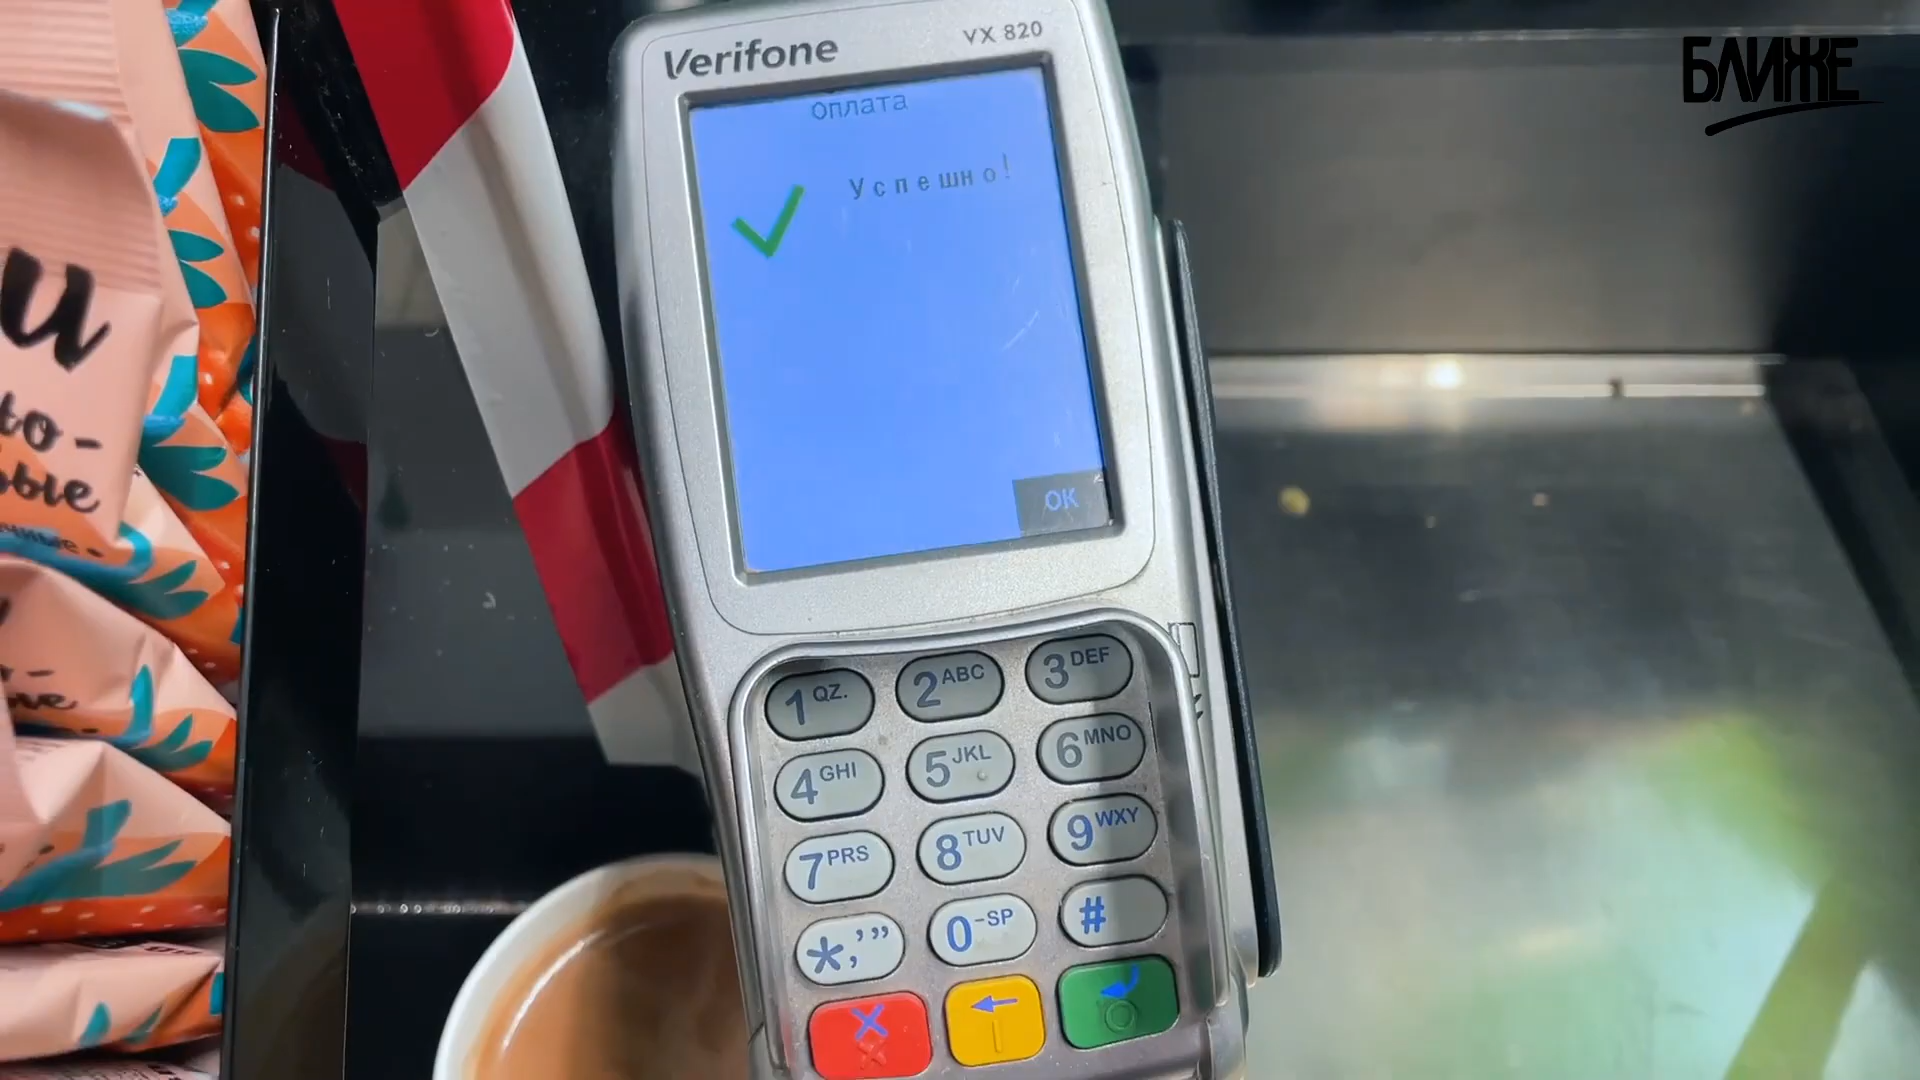 Verifone
VX 820
БЛИЖЕ
оплата
Успешно!
OK
1 QZ.
2 ABC
3 DEF
4 GHI
5 JKL
6 MNO
7 PRS
8 TUV
9 WXY
*,'"
0 -SP
#